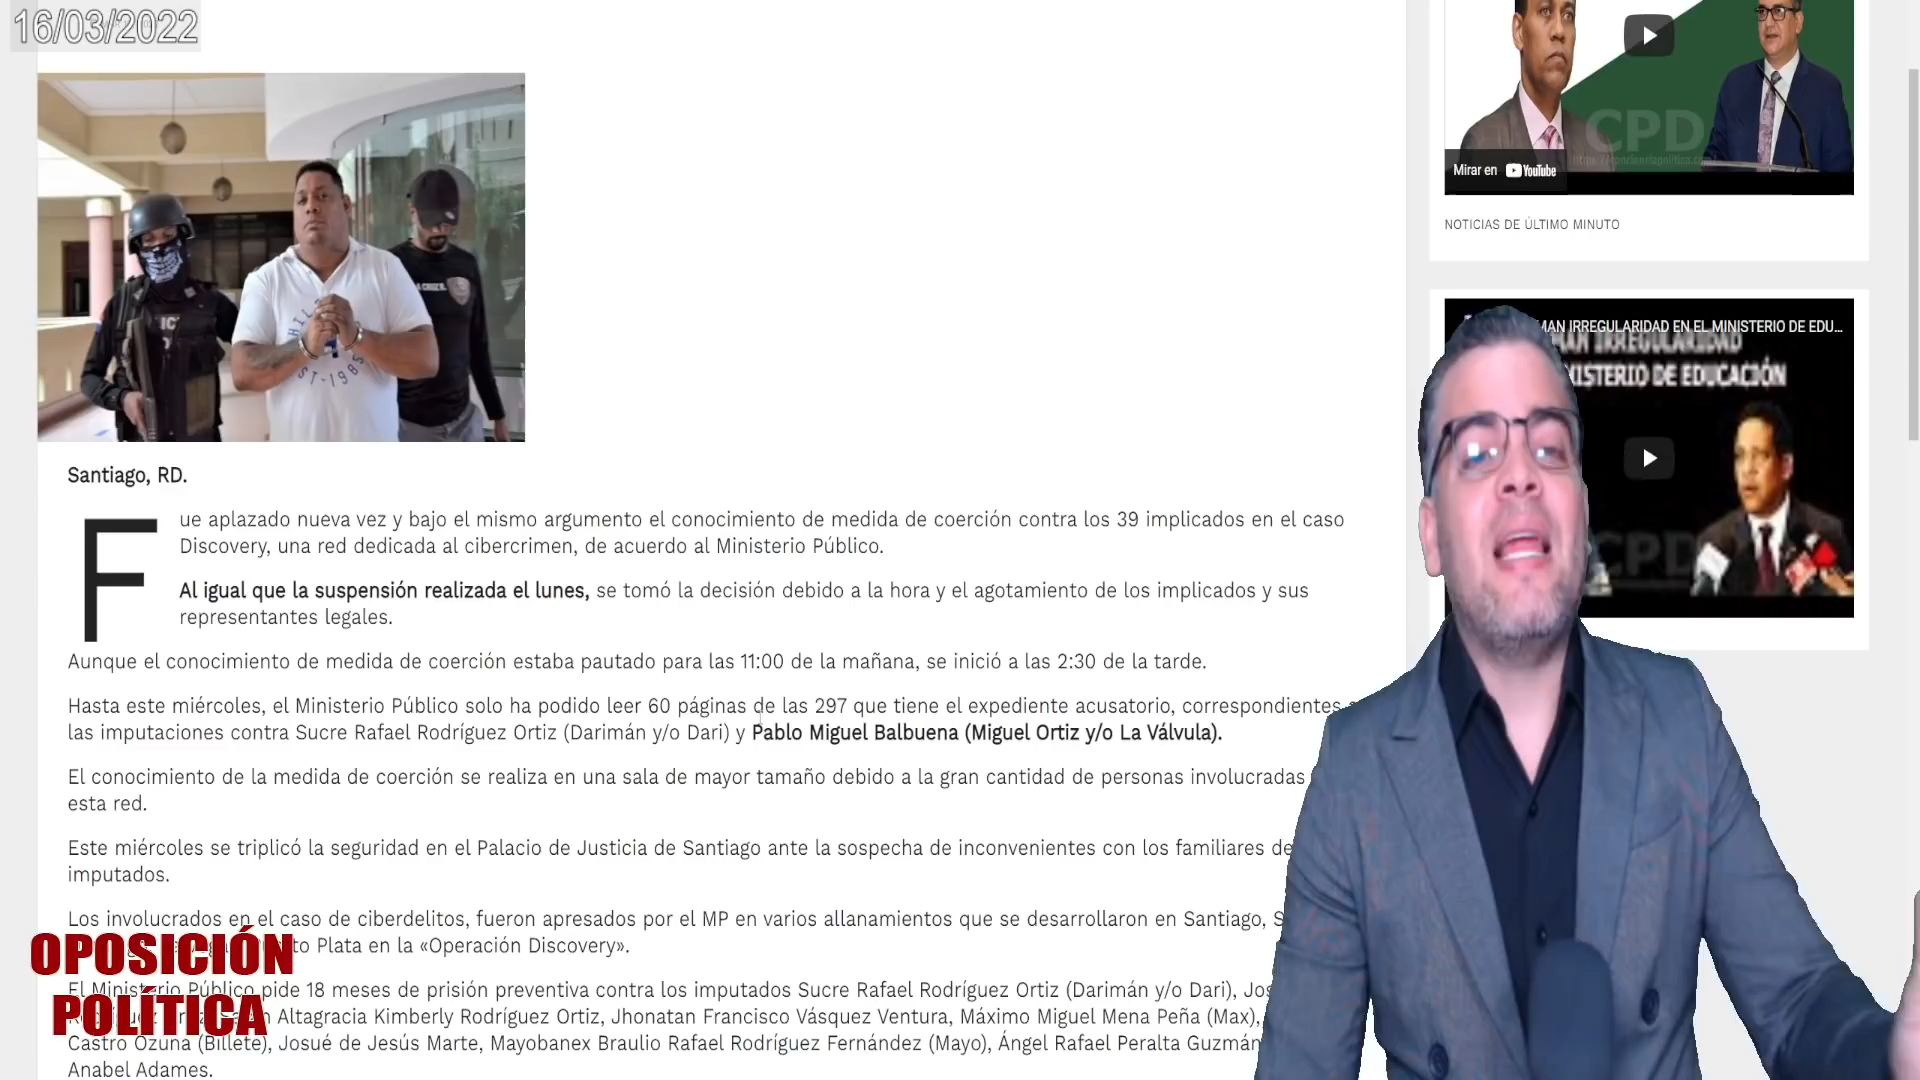 16/03/2022
CPD
Mirar en YouTube
NOTICIAS DE ÚLTIMO MINUTO
MAN IRREGULARIDAD EN EL MINISTERIO DE EDU...
MAN IRREGULARIDAD
NISTERIO DE EDUCACIÓN
CPD
Santiago, RD.
Fue aplazado nueva vez y bajo el mismo argumento el conocimiento de medida de coerción contra los 39 implicados en el caso
Discovery, una red dedicada al cibercrimen, de acuerdo al Ministerio Público.
Al igual que la suspensión realizada el lunes, se tomó la decisión debido a la hora y el agotamiento de los implicados y sus
representantes legales.
Aunque el conocimiento de medida de coerción estaba pautado para las 11:00 de la mañana, se inició a las 2:30 de la tarde.
Hasta este miércoles, el Ministerio Público solo ha podido leer 60 páginas de las 297 que tiene el expediente acusatorio, correspondientes
las imputaciones contra Sucre Rafael Rodríguez Ortiz (Darimán y/o Dari) y Pablo Miguel Balbuena (Miguel Ortiz y/o La Válvula).
El conocimiento de la medida de coerción se realiza en una sala de mayor tamaño debido a la gran cantidad de personas involucradas
esta red.
Este miércoles se triplicó la seguridad en el Palacio de Justicia de Santiago ante la sospecha de inconvenientes con los familiares de
imputados.
Los involucrados en el caso de ciberdelitos, fueron apresados por el MP en varios allanamientos que se desarrollaron en Santiago,
Plata en la «Operación Discovery».
El Ministerio Público pide 18 meses de prisión preventiva contra los imputados Sucre Rafael Rodríguez Ortiz (Darimán y/o Dari),
Altagracia Kimberly Rodríguez Ortiz, Jhonatan Francisco Vásquez Ventura, Máximo Miguel Mena Peña (Max),
Castro Ozuna (Billete), Josué de Jesús Marte, Mayobanex Braulio Rafael Rodríguez Fernández (Mayo), Ángel Rafael Peralta Guzmán
Anabel Adames.
OPOSICIÓN
POLÍTICA